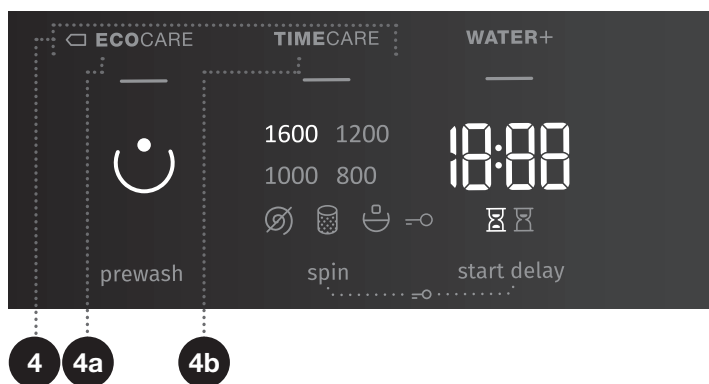 ECOCARE TIMECARE WATER+
1600 1200
18:88
1000 800
prewash spin start delay
4 4a 4b